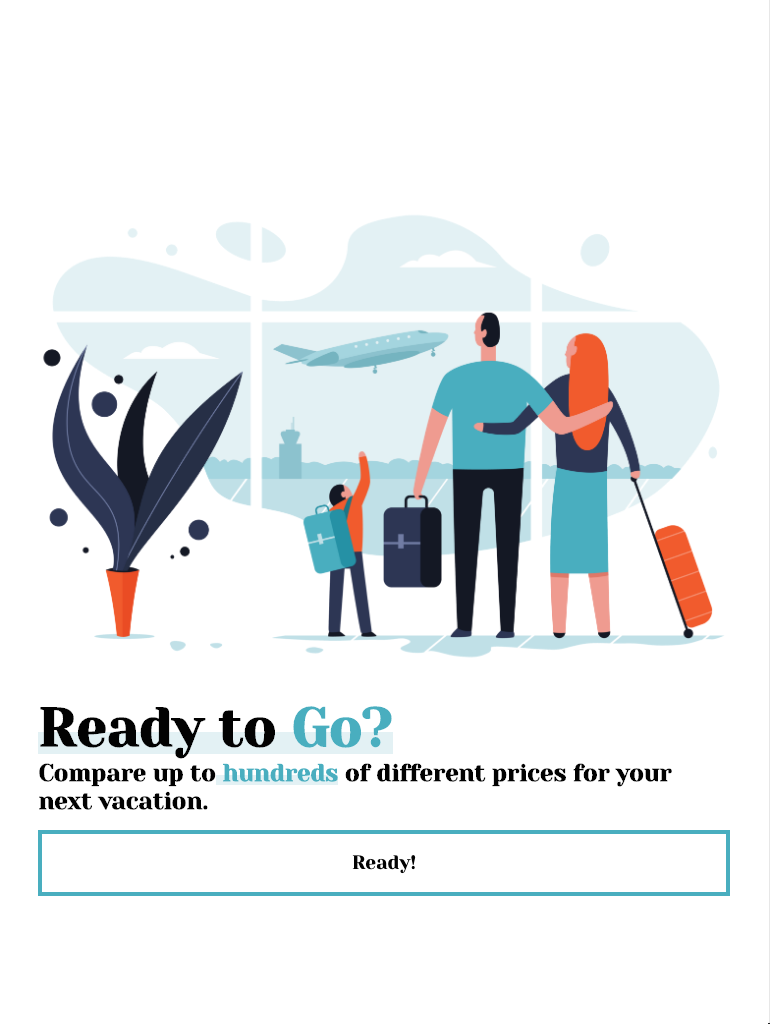 Ready to Go?
Compare up to hundreds of different prices for your
next vacation.
Ready!